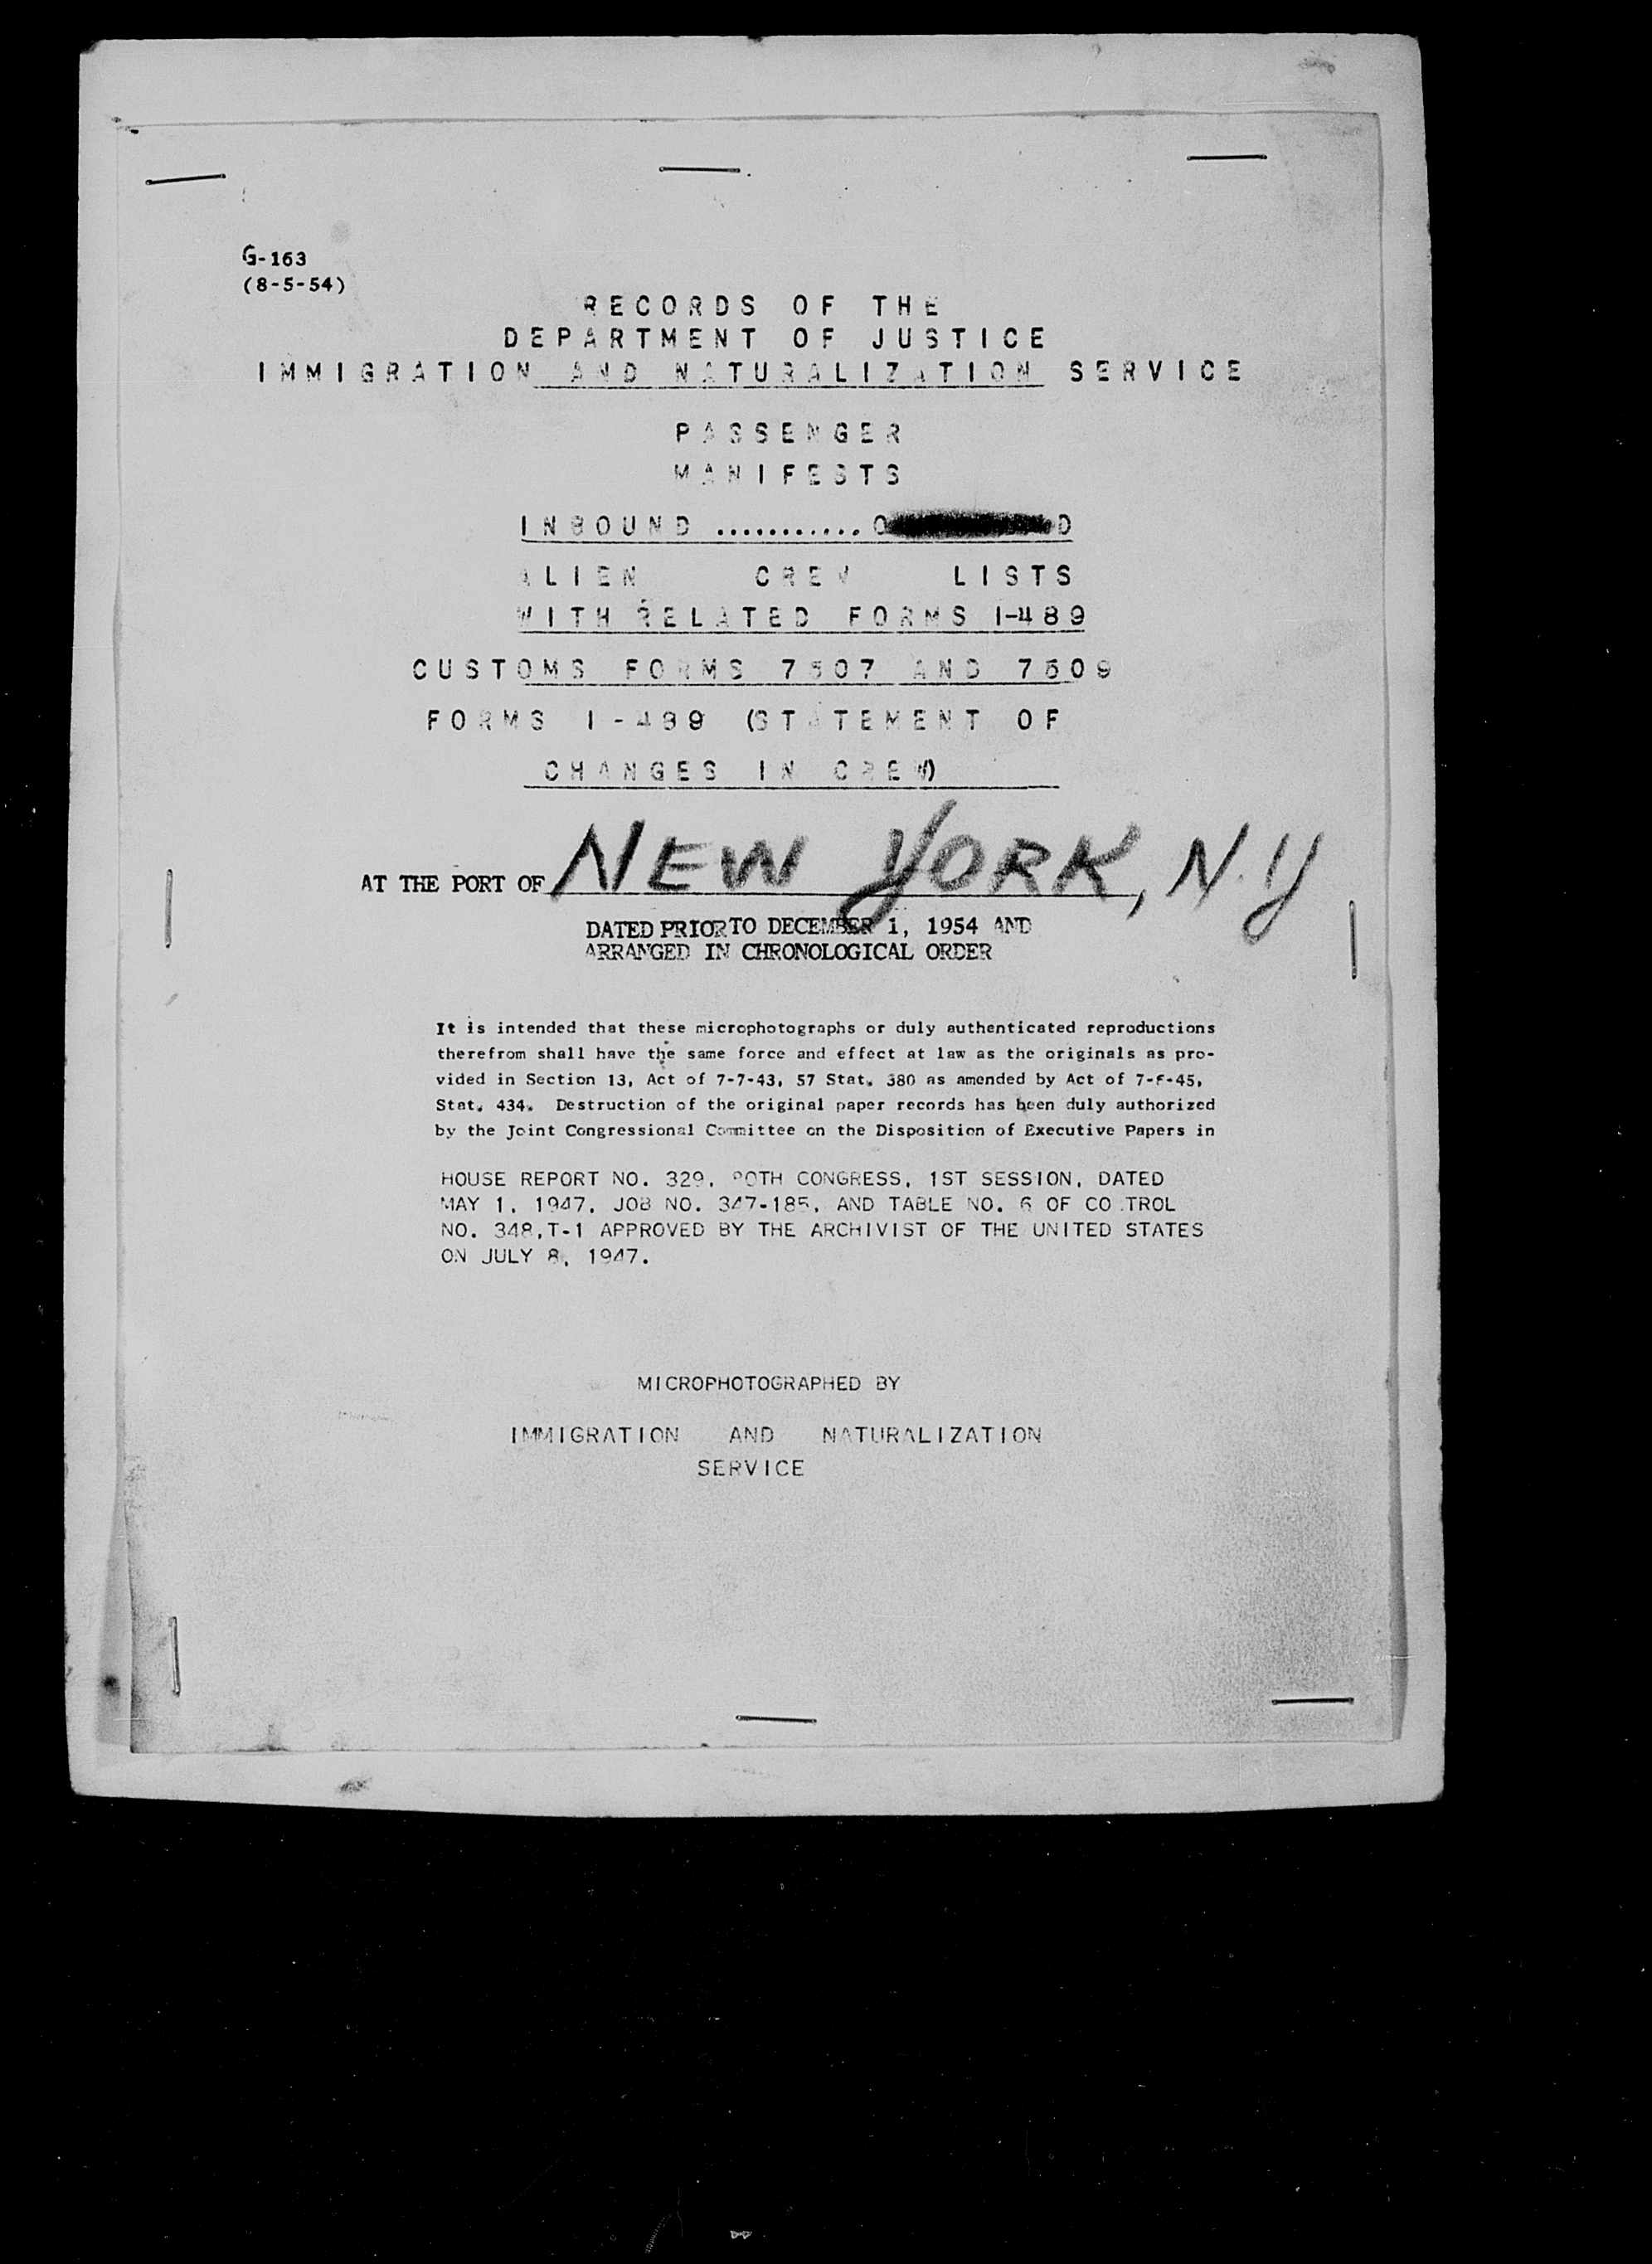 G-163
(8-5-54)
RECORDS OF THE
DEPARTMENT OF JUSTICE
IMMIGRATION AND NATURALIZATION SERVICE
PASSENGER
MANIFESTS
INBOUND ...........
ALIEN CREW LISTS
WITH RELATED FORMS I-489
CUSTOMS FORMS 7507 AND 7509
FORMS I-489 (STATEMENT OF
CHANGES IN CREW)
AT THE PORT OF NEW YORK, N.Y
DATED PRIOR TO DECEMBER 1, 1954 AND
ARRANGED IN CHRONOLOGICAL ORDER
It is intended that these microphotographs or duly authenticated reproductions
therefrom shall have the same force and effect at law as the originals as pro-
vided in Section 13, Act of 7-7-43, 57 Stat. 380 as amended by Act of
Stat. 434. Destruction of the original paper records has been duly authorized
by the Joint Congressional Committee on the Disposition of Executive Papers in
HOUSE REPORT NO. 329, 80TH CONGRESS, 1ST SESSION, DATED
MAY 1, 1947, JOB NO. 347-185, AND TABLE NO. 6 OF CO TROL
NO. 348,T-1 APPROVED BY THE ARCHIVIST OF THE UNITED STATES
ON JULY 8, 1947.
MICROPHOTOGRAPHED BY
IMMIGRATION AND NATURALIZATION
SERVICE